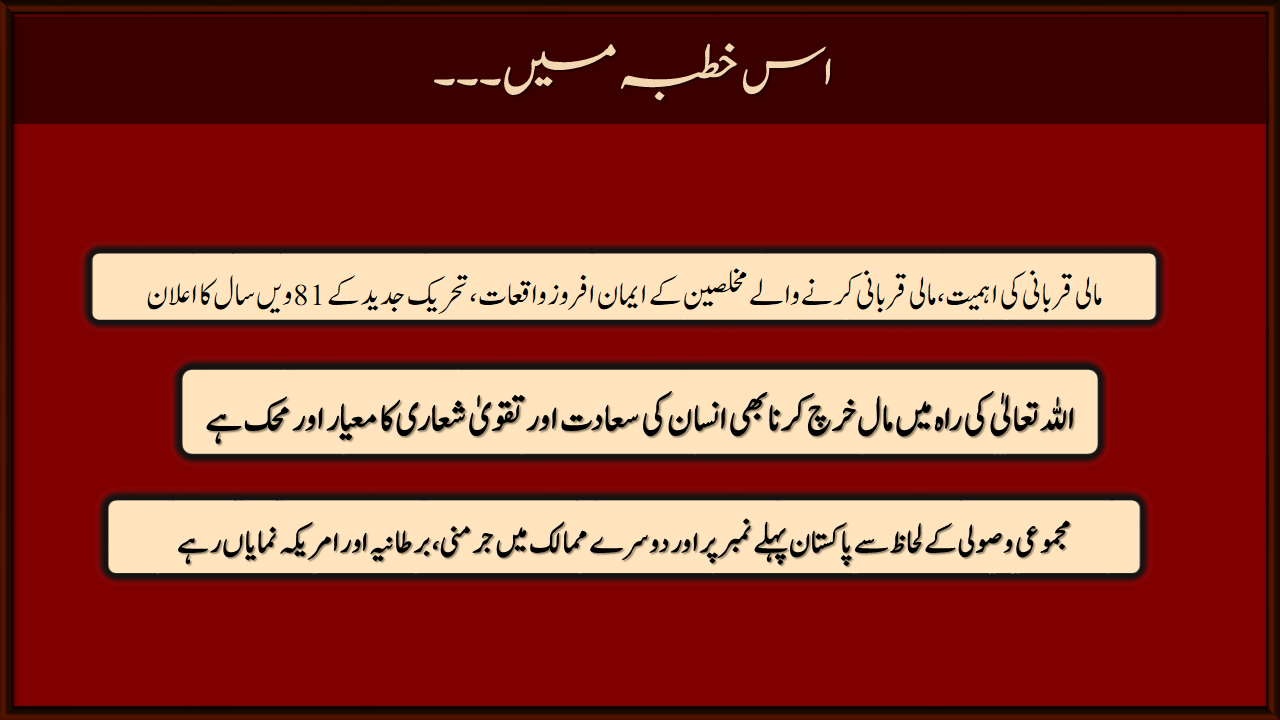 اس خطبہ میں۔۔۔
مالی قربانی کی اہمیت، مالی قربانی کرنے والے مخلصین کے ایمان افروز واقعات، تحریک جدید کے 81 ویں سال کا اعلان
اللہ تعالیٰ کی راہ میں مال خرچ کرنا بھی انسان کی سعادت اور تقویٰ شعاری کا معیار اور محک ہے
مجموعی وصولی کے لحاظ سے پاکستان پہلے نمبر پر اور دوسرے ممالک میں جرمنی، برطانیہ اور امریکہ نمایاں رہے